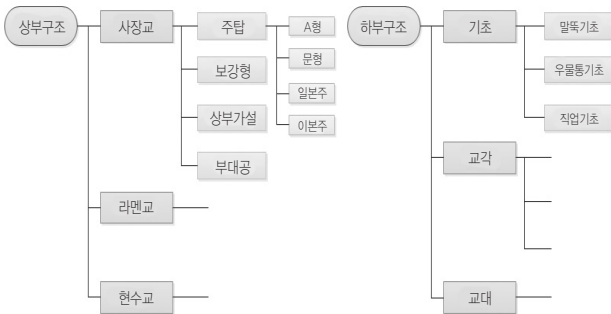 상부구조
사장교
주탑
A형
문형
일본주
이본주
보강형
상부가설
부대공
라멘교
현수교
하부구조
기초
말뚝기초
우물통기초
직업기초
교각
교대